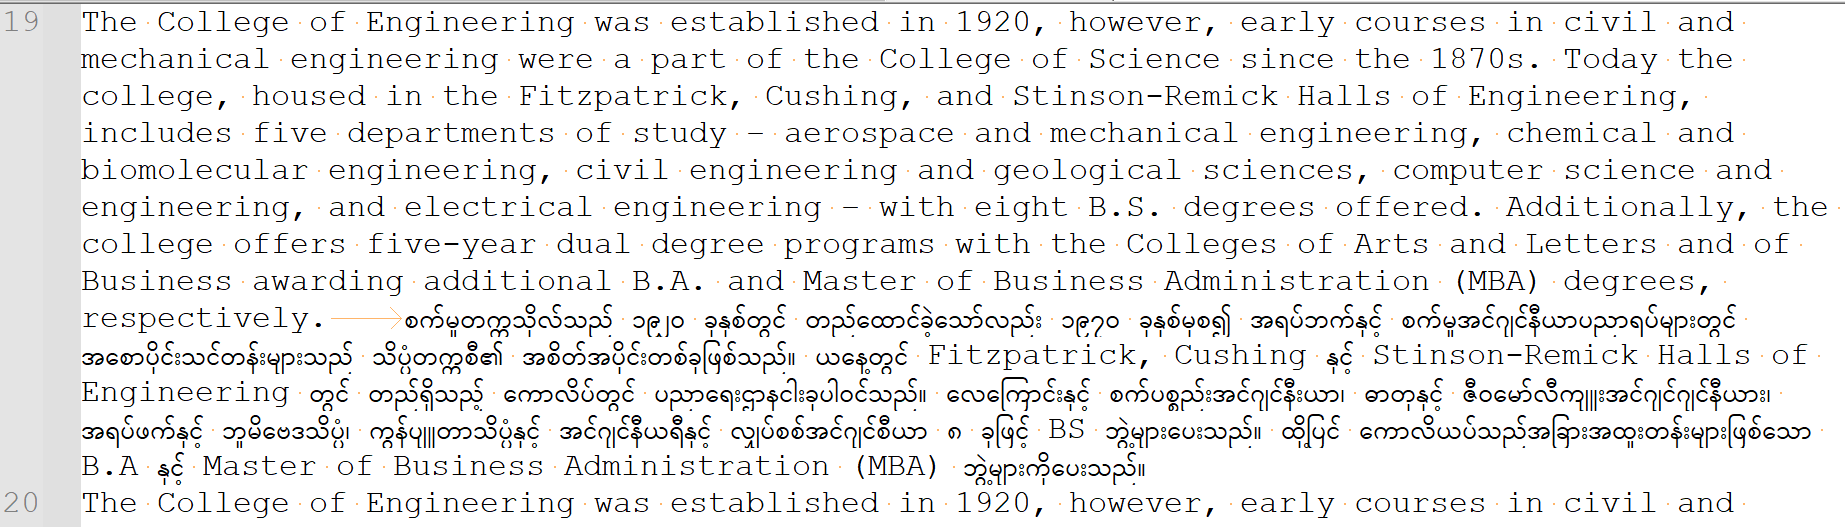 19 The College of Engineering was established in 1920, however, early courses in civil and
mechanical engineering were a part of the College of Science since the 1870s. Today the
college, housed in the Fitzpatrick, Cushing, and Stinson-Remick Halls of Engineering,
includes five departments of study – aerospace and mechanical engineering, chemical and
biomolecular engineering, civil engineering and geological sciences, computer science and
engineering, and electrical engineering – with eight B.S. degrees offered. Additionally, the
college offers five-year dual degree programs with the Colleges of Arts and Letters and of
Business awarding additional B.A. and Master of Business Administration (MBA) degrees,
respectively. စက်မှုတက္ကသိုလ်သည် ၁၉၂၀ ခုနှစ်တွင် တည်ထောင်ခဲ့သော်လည်း ၁၉၇၀ ခုနှစ်မှစ၍ အရပ်ဘက်နှင့် စက်မှုအင်ဂျင်နီယာပညာရပ်များတွင်
အစောပိုင်းသင်တန်းများသည် သိပ္ပံတက္ကစီ၏ အစိတ်အပိုင်းတစ်ခုဖြစ်သည်။ ယနေ့တွင် Fitzpatrick, Cushing နှင့် Stinson-Remick Halls of
Engineering တွင် တည်ရှိသည့် ကောလိပ်တွင် ပညာရေးဌာနငါးခုပါဝင်သည်။ လေကြောင်းနှင့် စက်ပစ္စည်းအင်ဂျင်နီးယာ၊ ဓာတုနှင့် ဇီဝမော်လီကျူးအင်ဂျင်ဂျင်နီယား၊
အရပ်ဖက်နှင့် ဘူမိဗေဒသိပ္ပံ၊ ကွန်ပျူတာသိပ္ပံနှင့် အင်ဂျင်နီယရီနှင့် လျှပ်စစ်အင်ဂျင်စီယာ ၈ ခုဖြင့် BS ဘွဲ့များပေးသည်။ ထို့ပြင် ကောလိယပ်သည်အခြားအထူးတန်းများဖြစ်သော
B.A နှင့် Master of Business Administration (MBA) ဘွဲ့များကိုပေးသည်။
20 The College of Engineering was established in 1920, however, early courses in civil and